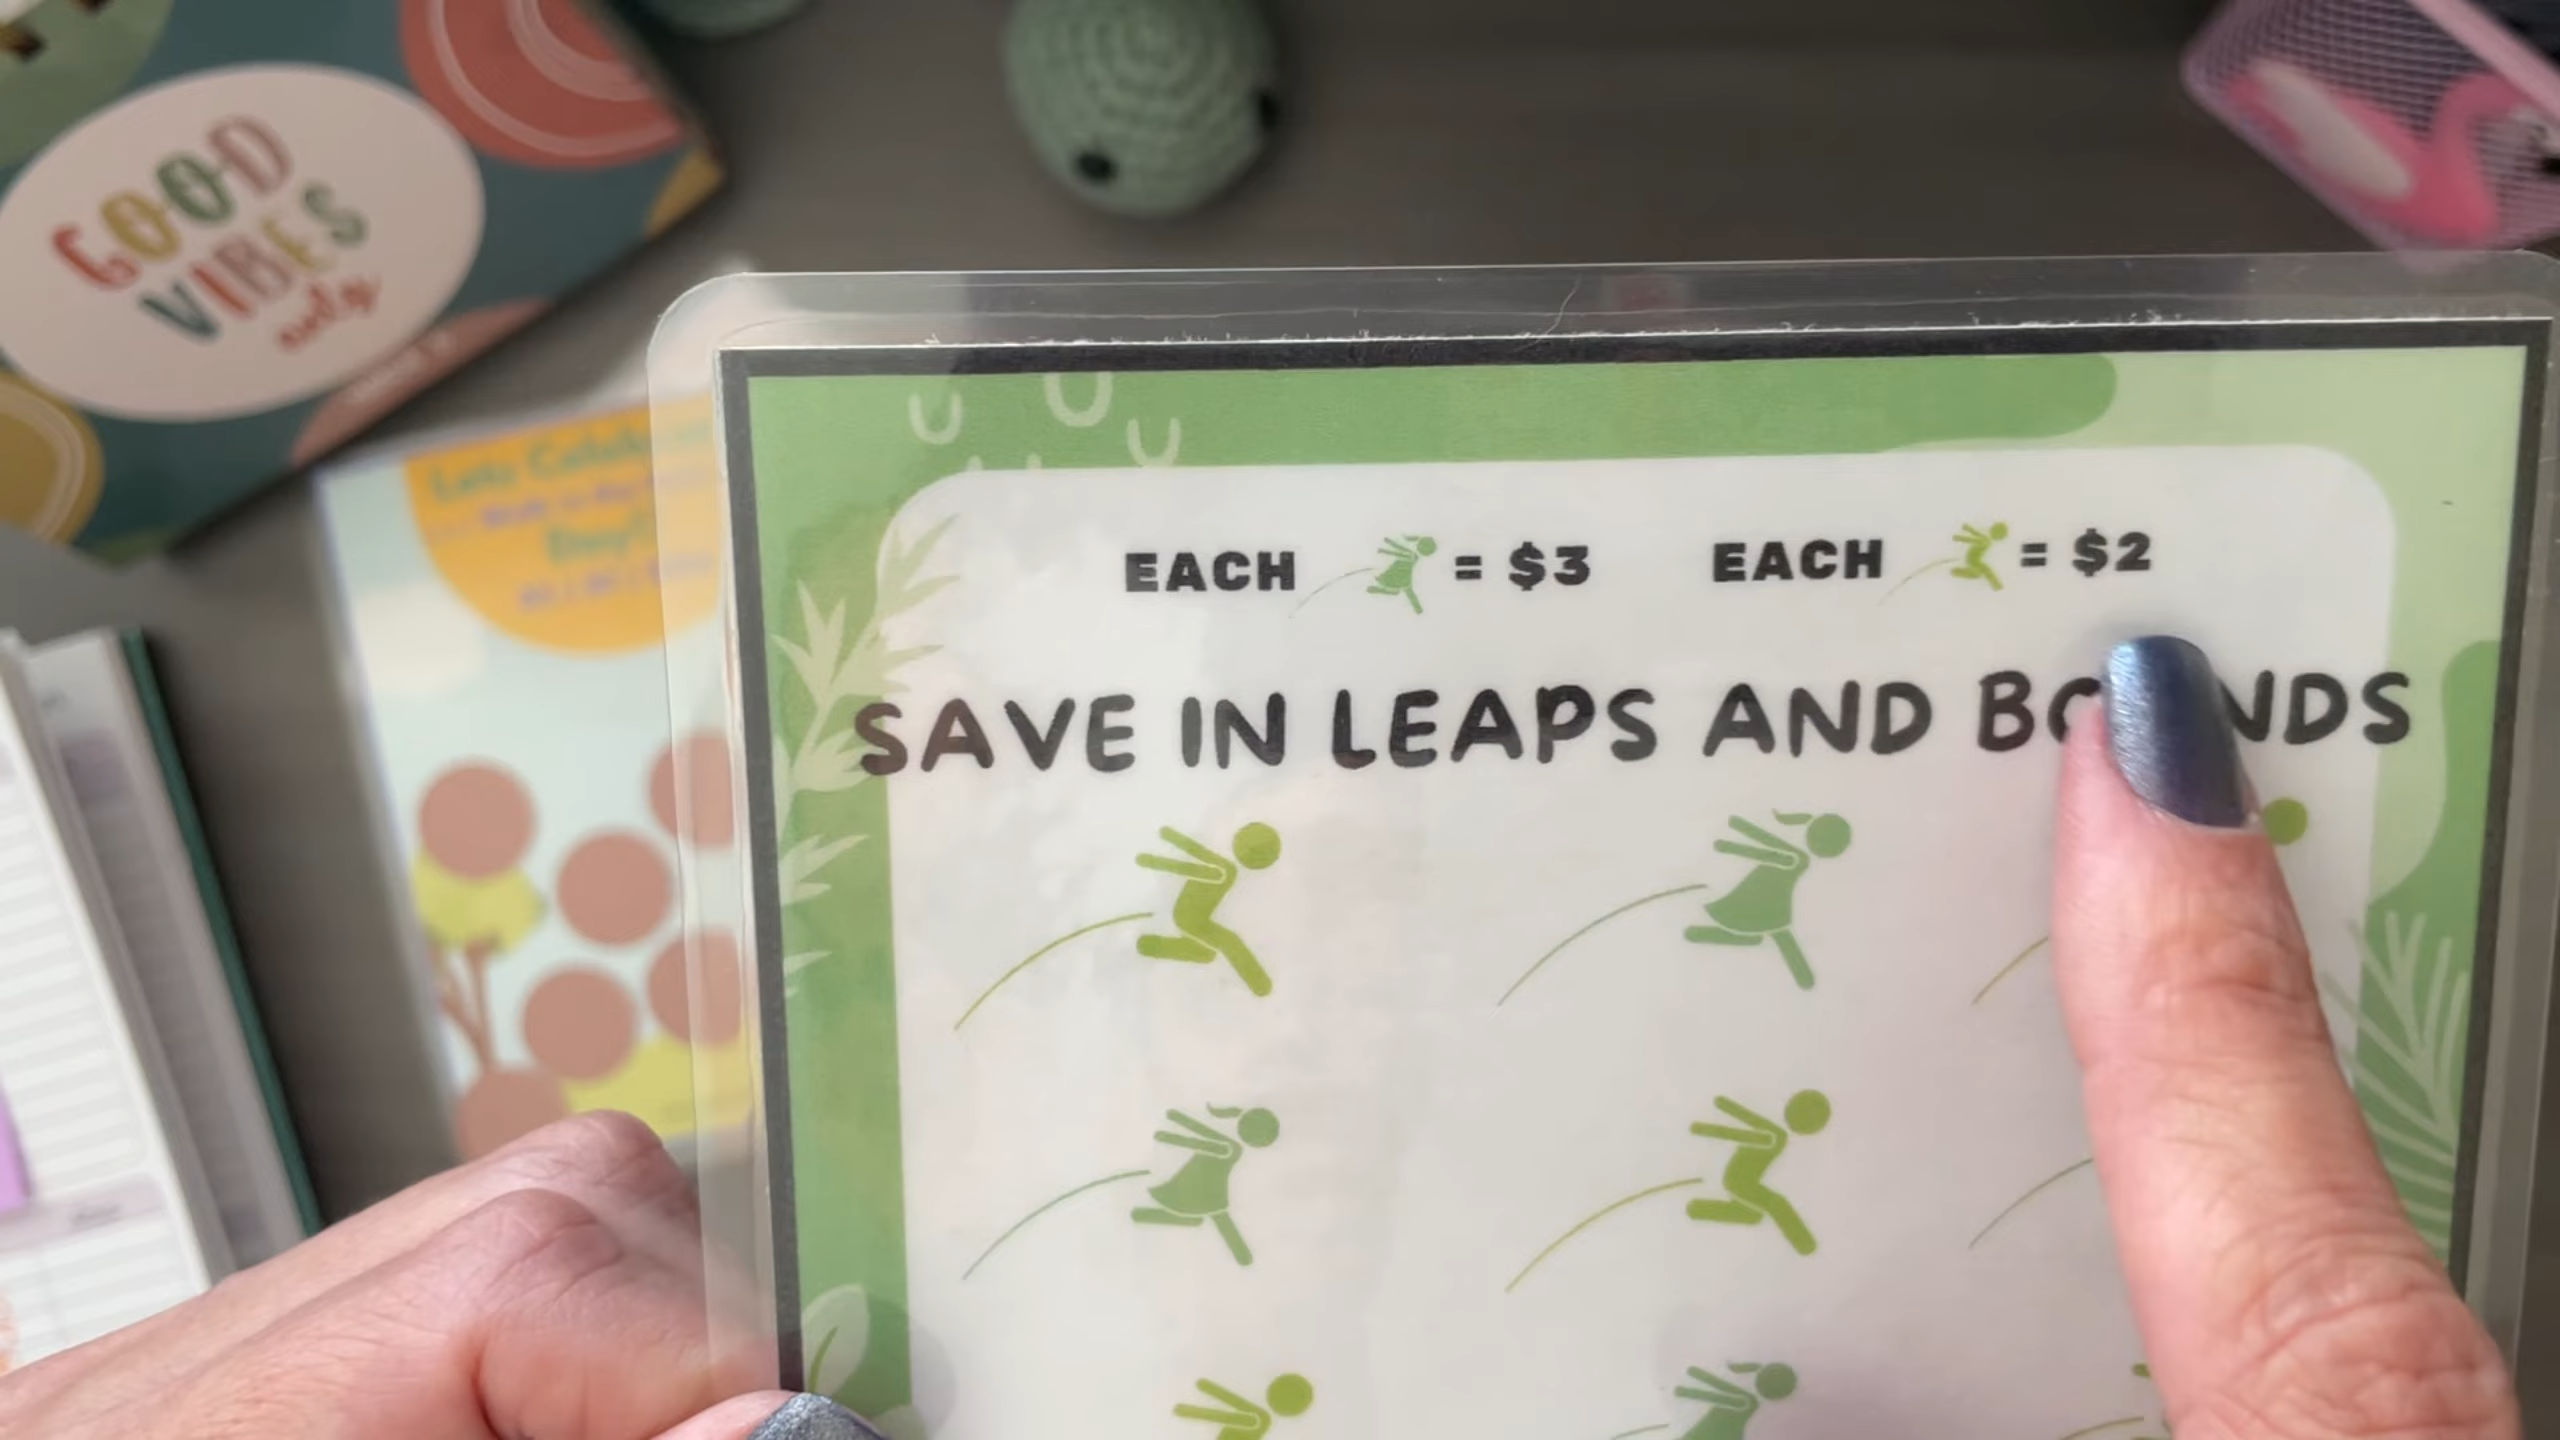 GOOD
VIBES
only
EACH = $3 EACH = $2
SAVE IN LEAPS AND BO NDS